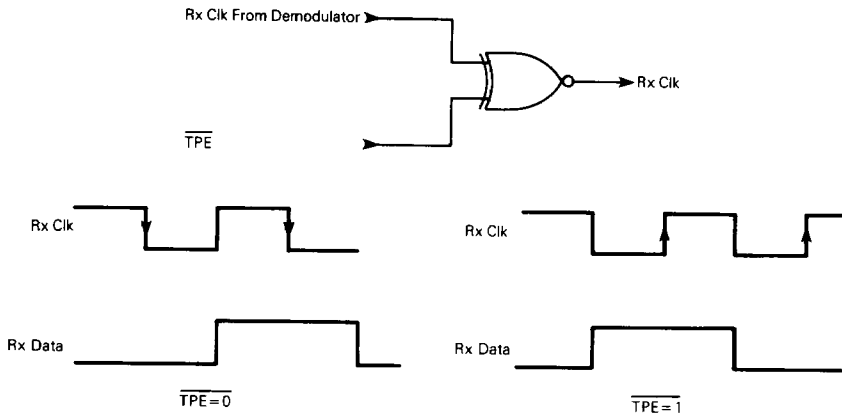 Rx Clk From Demodulator
Rx Clk
TPE
Rx Clk
Rx Clk
Rx Data
Rx Data
TPE=0
TPE=1